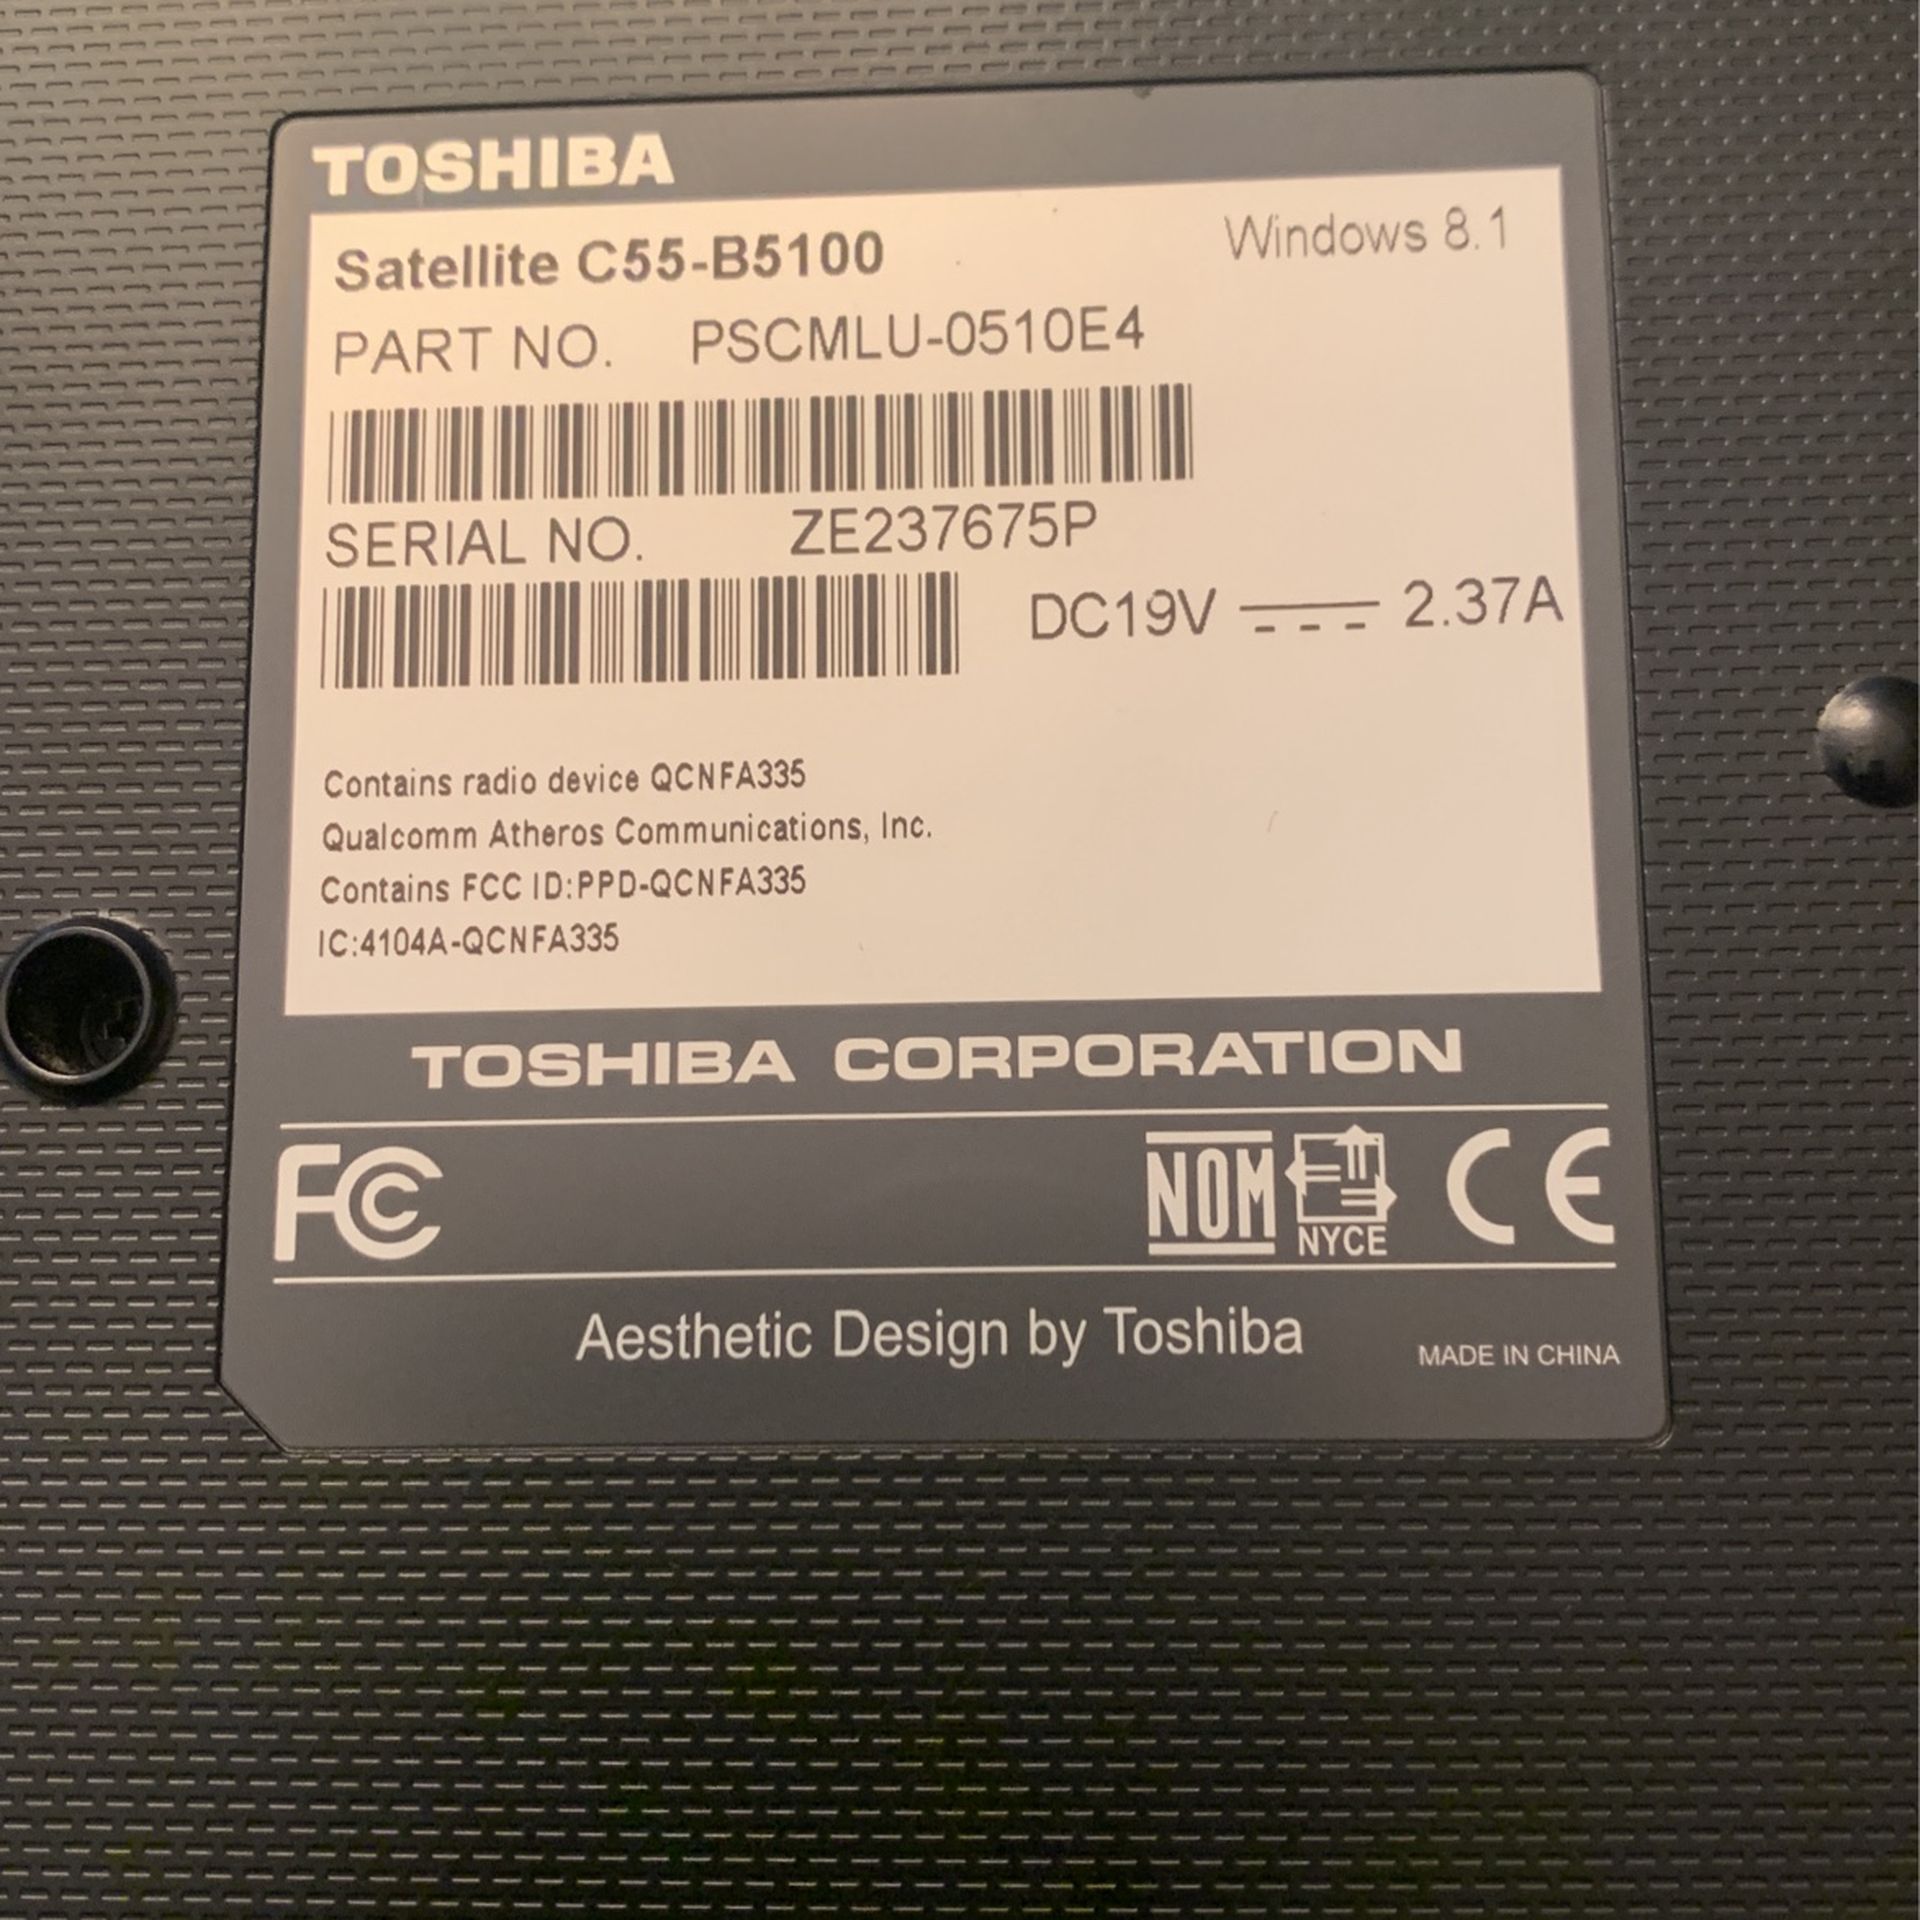 TOSHIBA
Satellite C55-B5100 Windows 8.1
PART NO. PSCMLU-0510E4
SERIAL NO. ZE237675P
DC19V 2.37A
Contains radio device QCNFA335
Qualcomm Atheros Communications, Inc.
Contains FCC ID:PPD-QCNFA335
IC:4104A-QCNFA335
TOSHIBA CORPORATION
FC NOM NYCE CE
Aesthetic Design by Toshiba
MADE IN CHINA